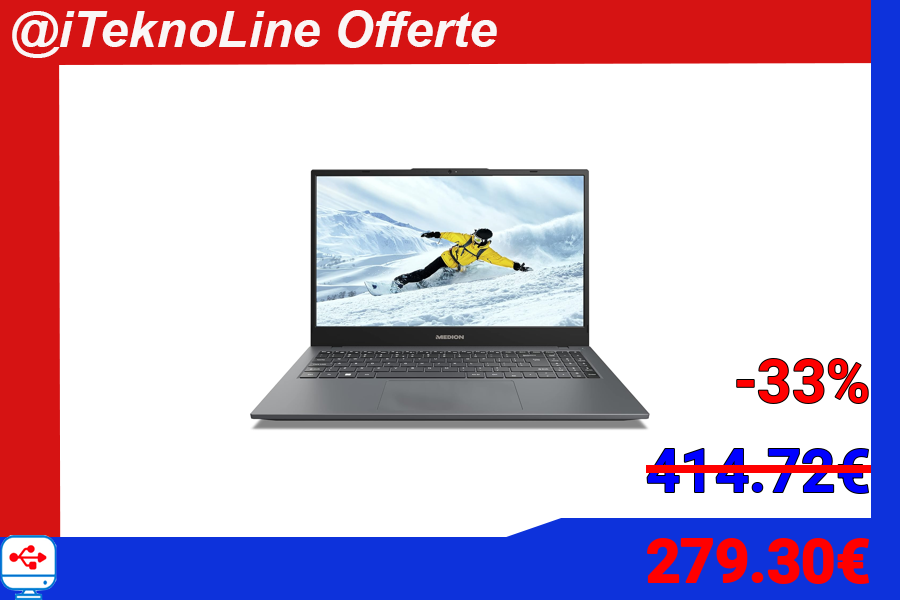 @iTeknoLine Offerte
MEDION
-33%
414.72€
279.30€